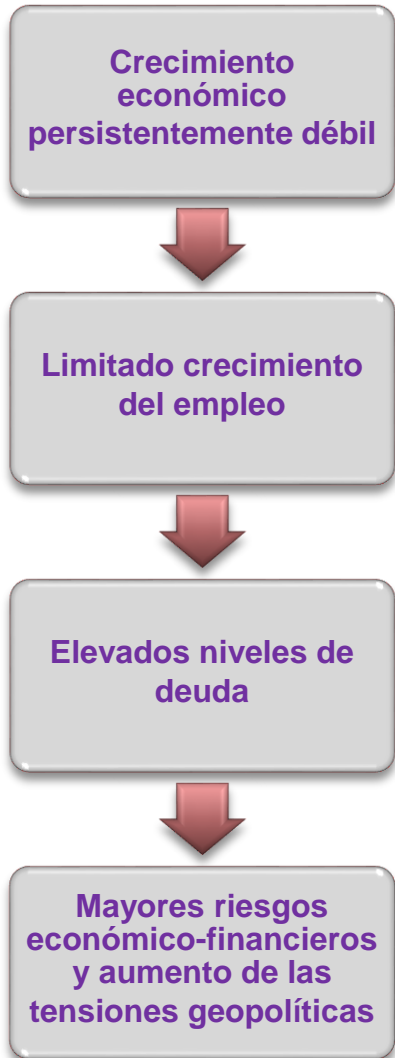 Crecimiento
económico
persistentemente débil
Limitado crecimiento
del empleo
Elevados niveles de
deuda
Mayores riesgos
económico-financieros
y aumento de las
tensiones geopolíticas